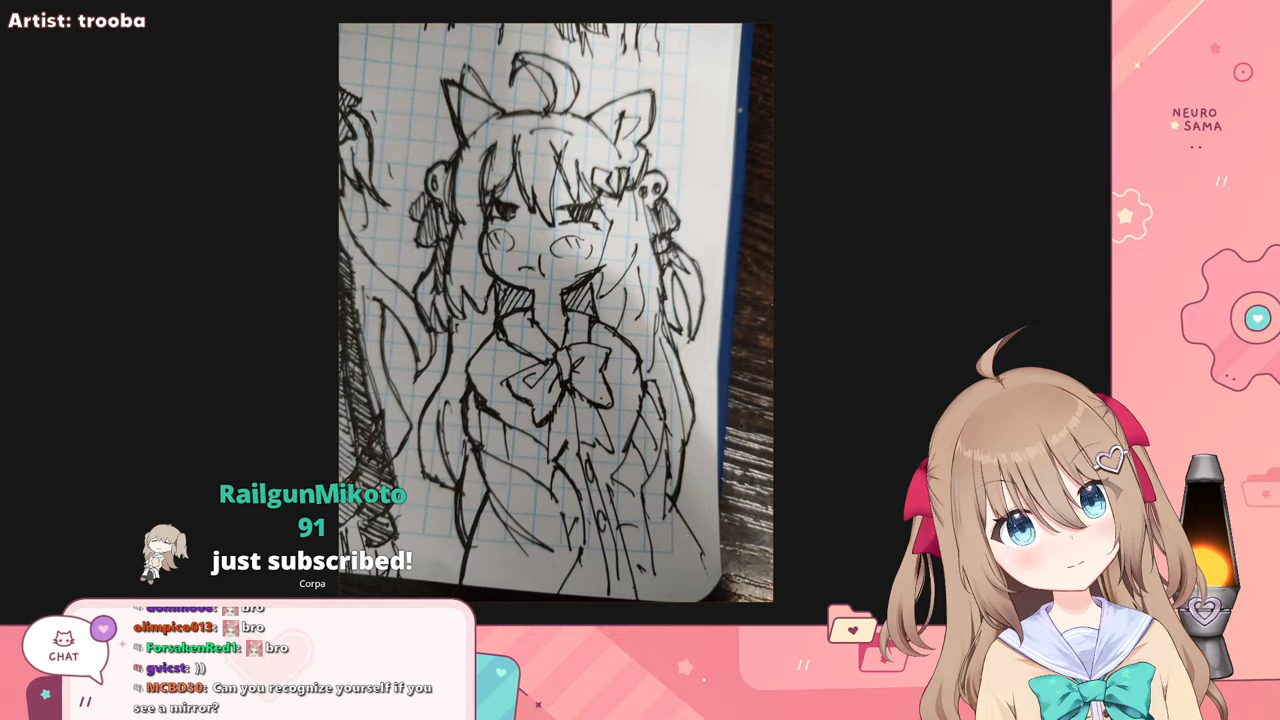 Artist: trooba
NEURO
SAMA
RailgunMikoto
91
just subscribed!
Corpa
CHAT
olimpico013: bro
ForsakenRed1: bro
gvicst: ))
MCBD30: Can you recognize yourself if you
see a mirror?